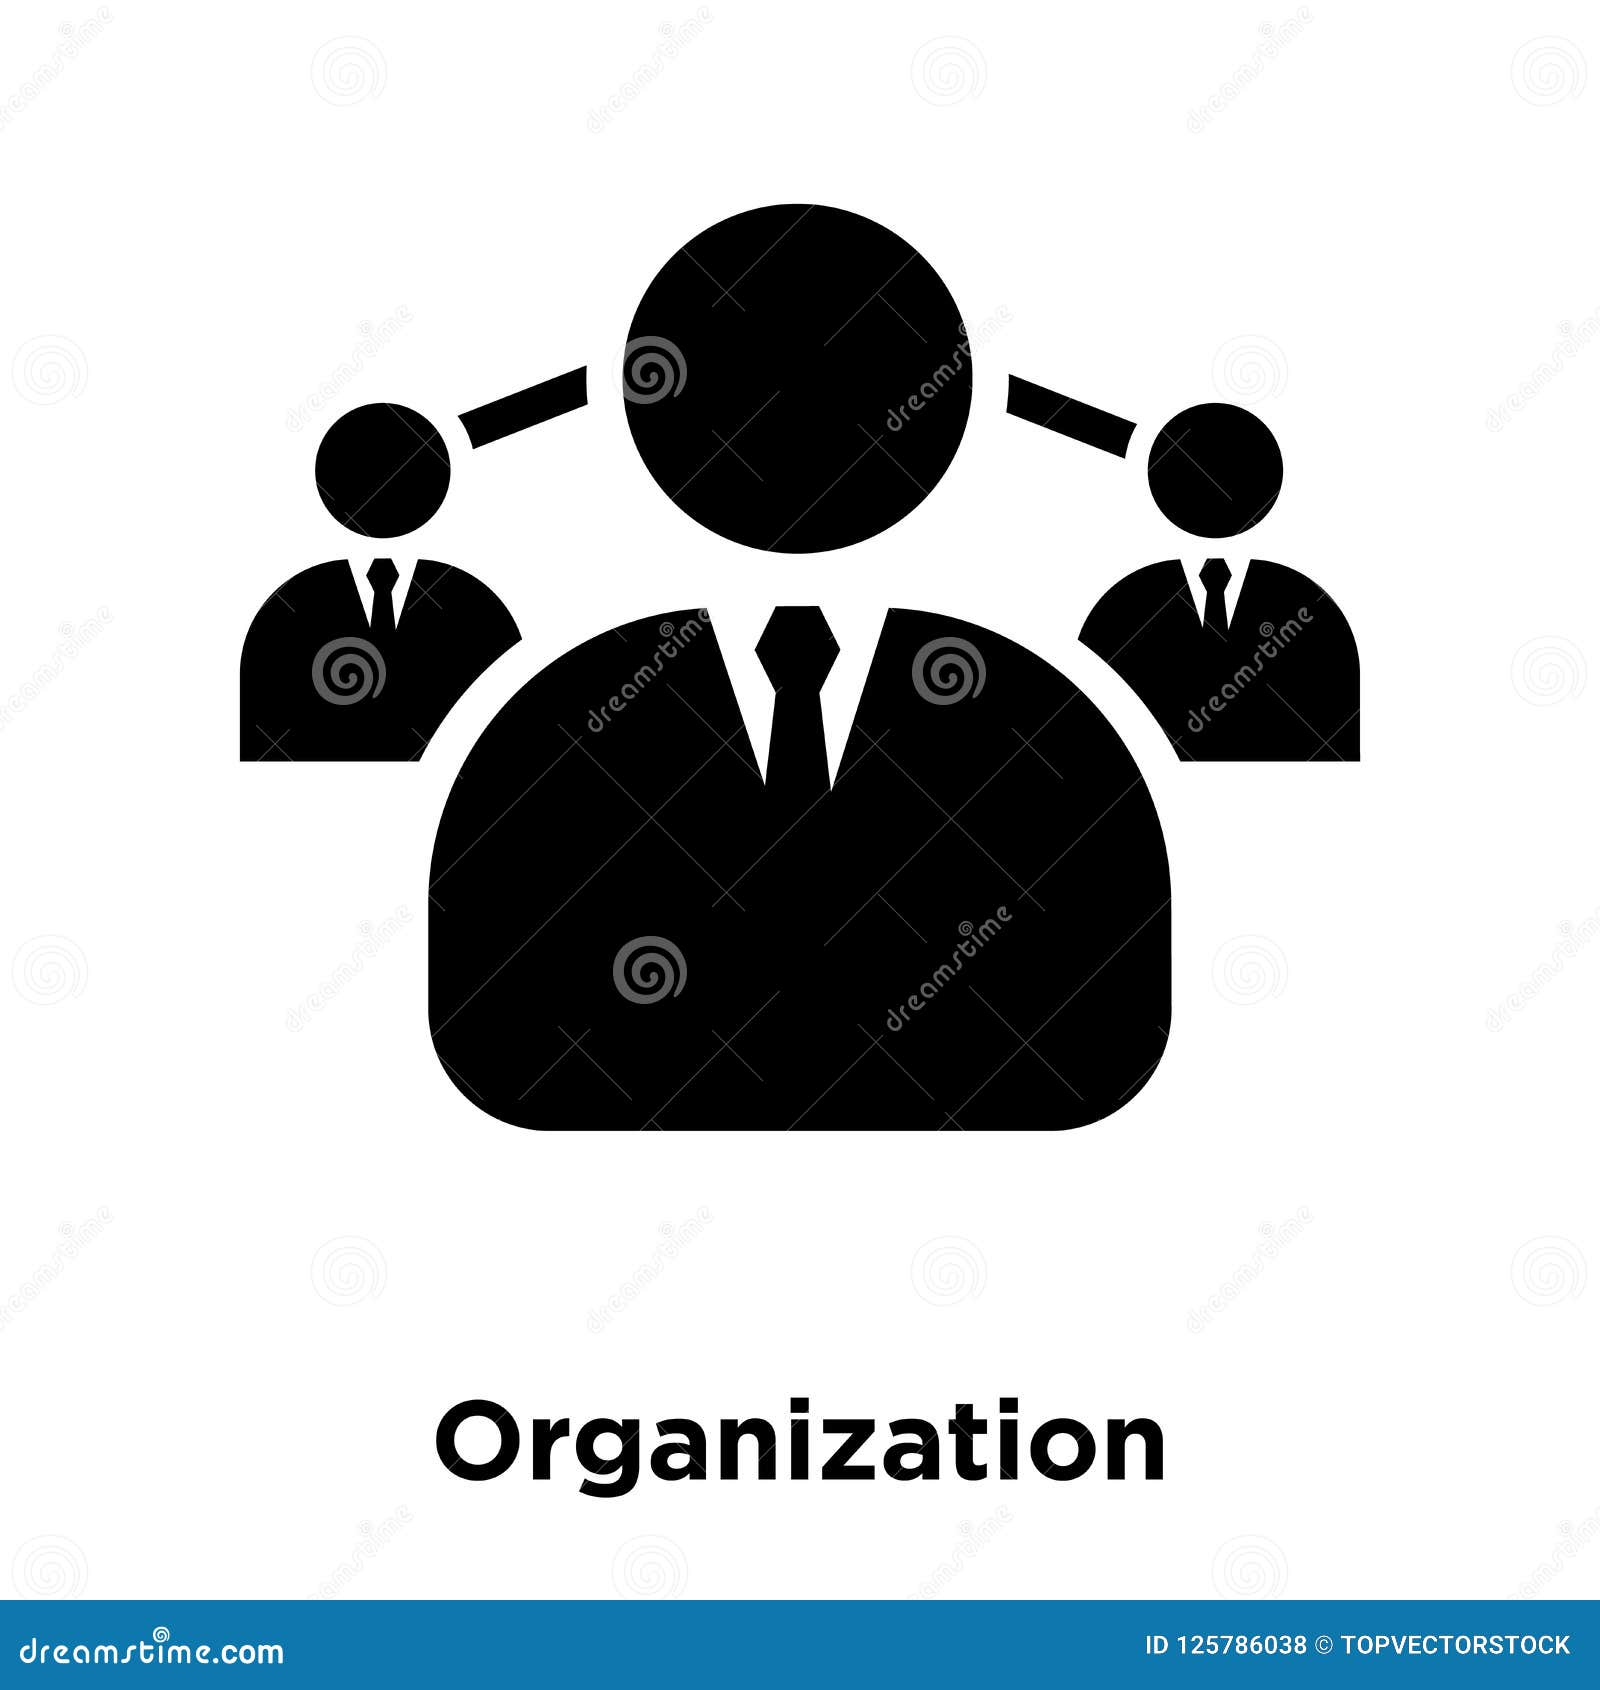 Organization
dreamstime.com
ID 125786038 © TOPVECTORSTOCK